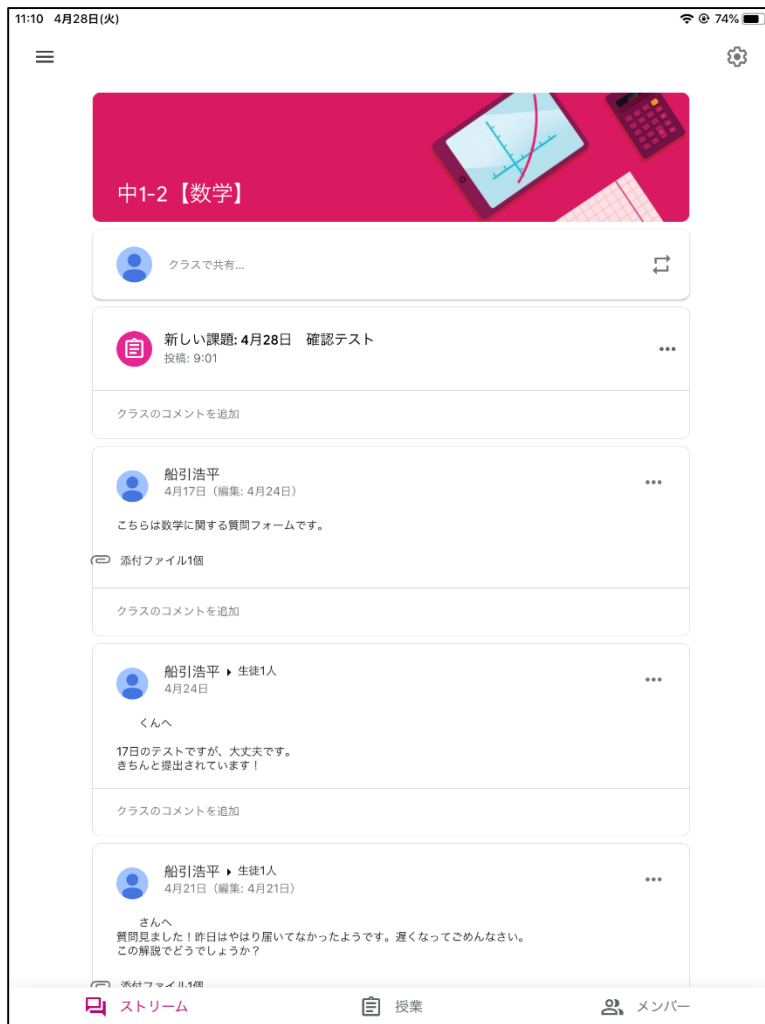 11:10 4月28日(火)
74%
中1-2【数学】
クラスで共有...
新しい課題: 4月28日　確認テスト
投稿: 9:01
クラスのコメントを追加
船引浩平
4月17日（編集: 4月24日）
こちらは数学に関する質問フォームです。
添付ファイル1個
クラスのコメントを追加
船引浩平 ▸ 生徒1人
4月24日
くんへ
17日のテストですが、大丈夫です。
きちんと提出されています！
クラスのコメントを追加
船引浩平 ▸ 生徒1人
4月21日（編集: 4月21日）
さんへ
質問見ました！昨日はやはり届いてなかったようです。遅くなってごめんなさい。
この解説でどうでしょうか？
添付ファイル1個
ストリーム
授業
メンバー